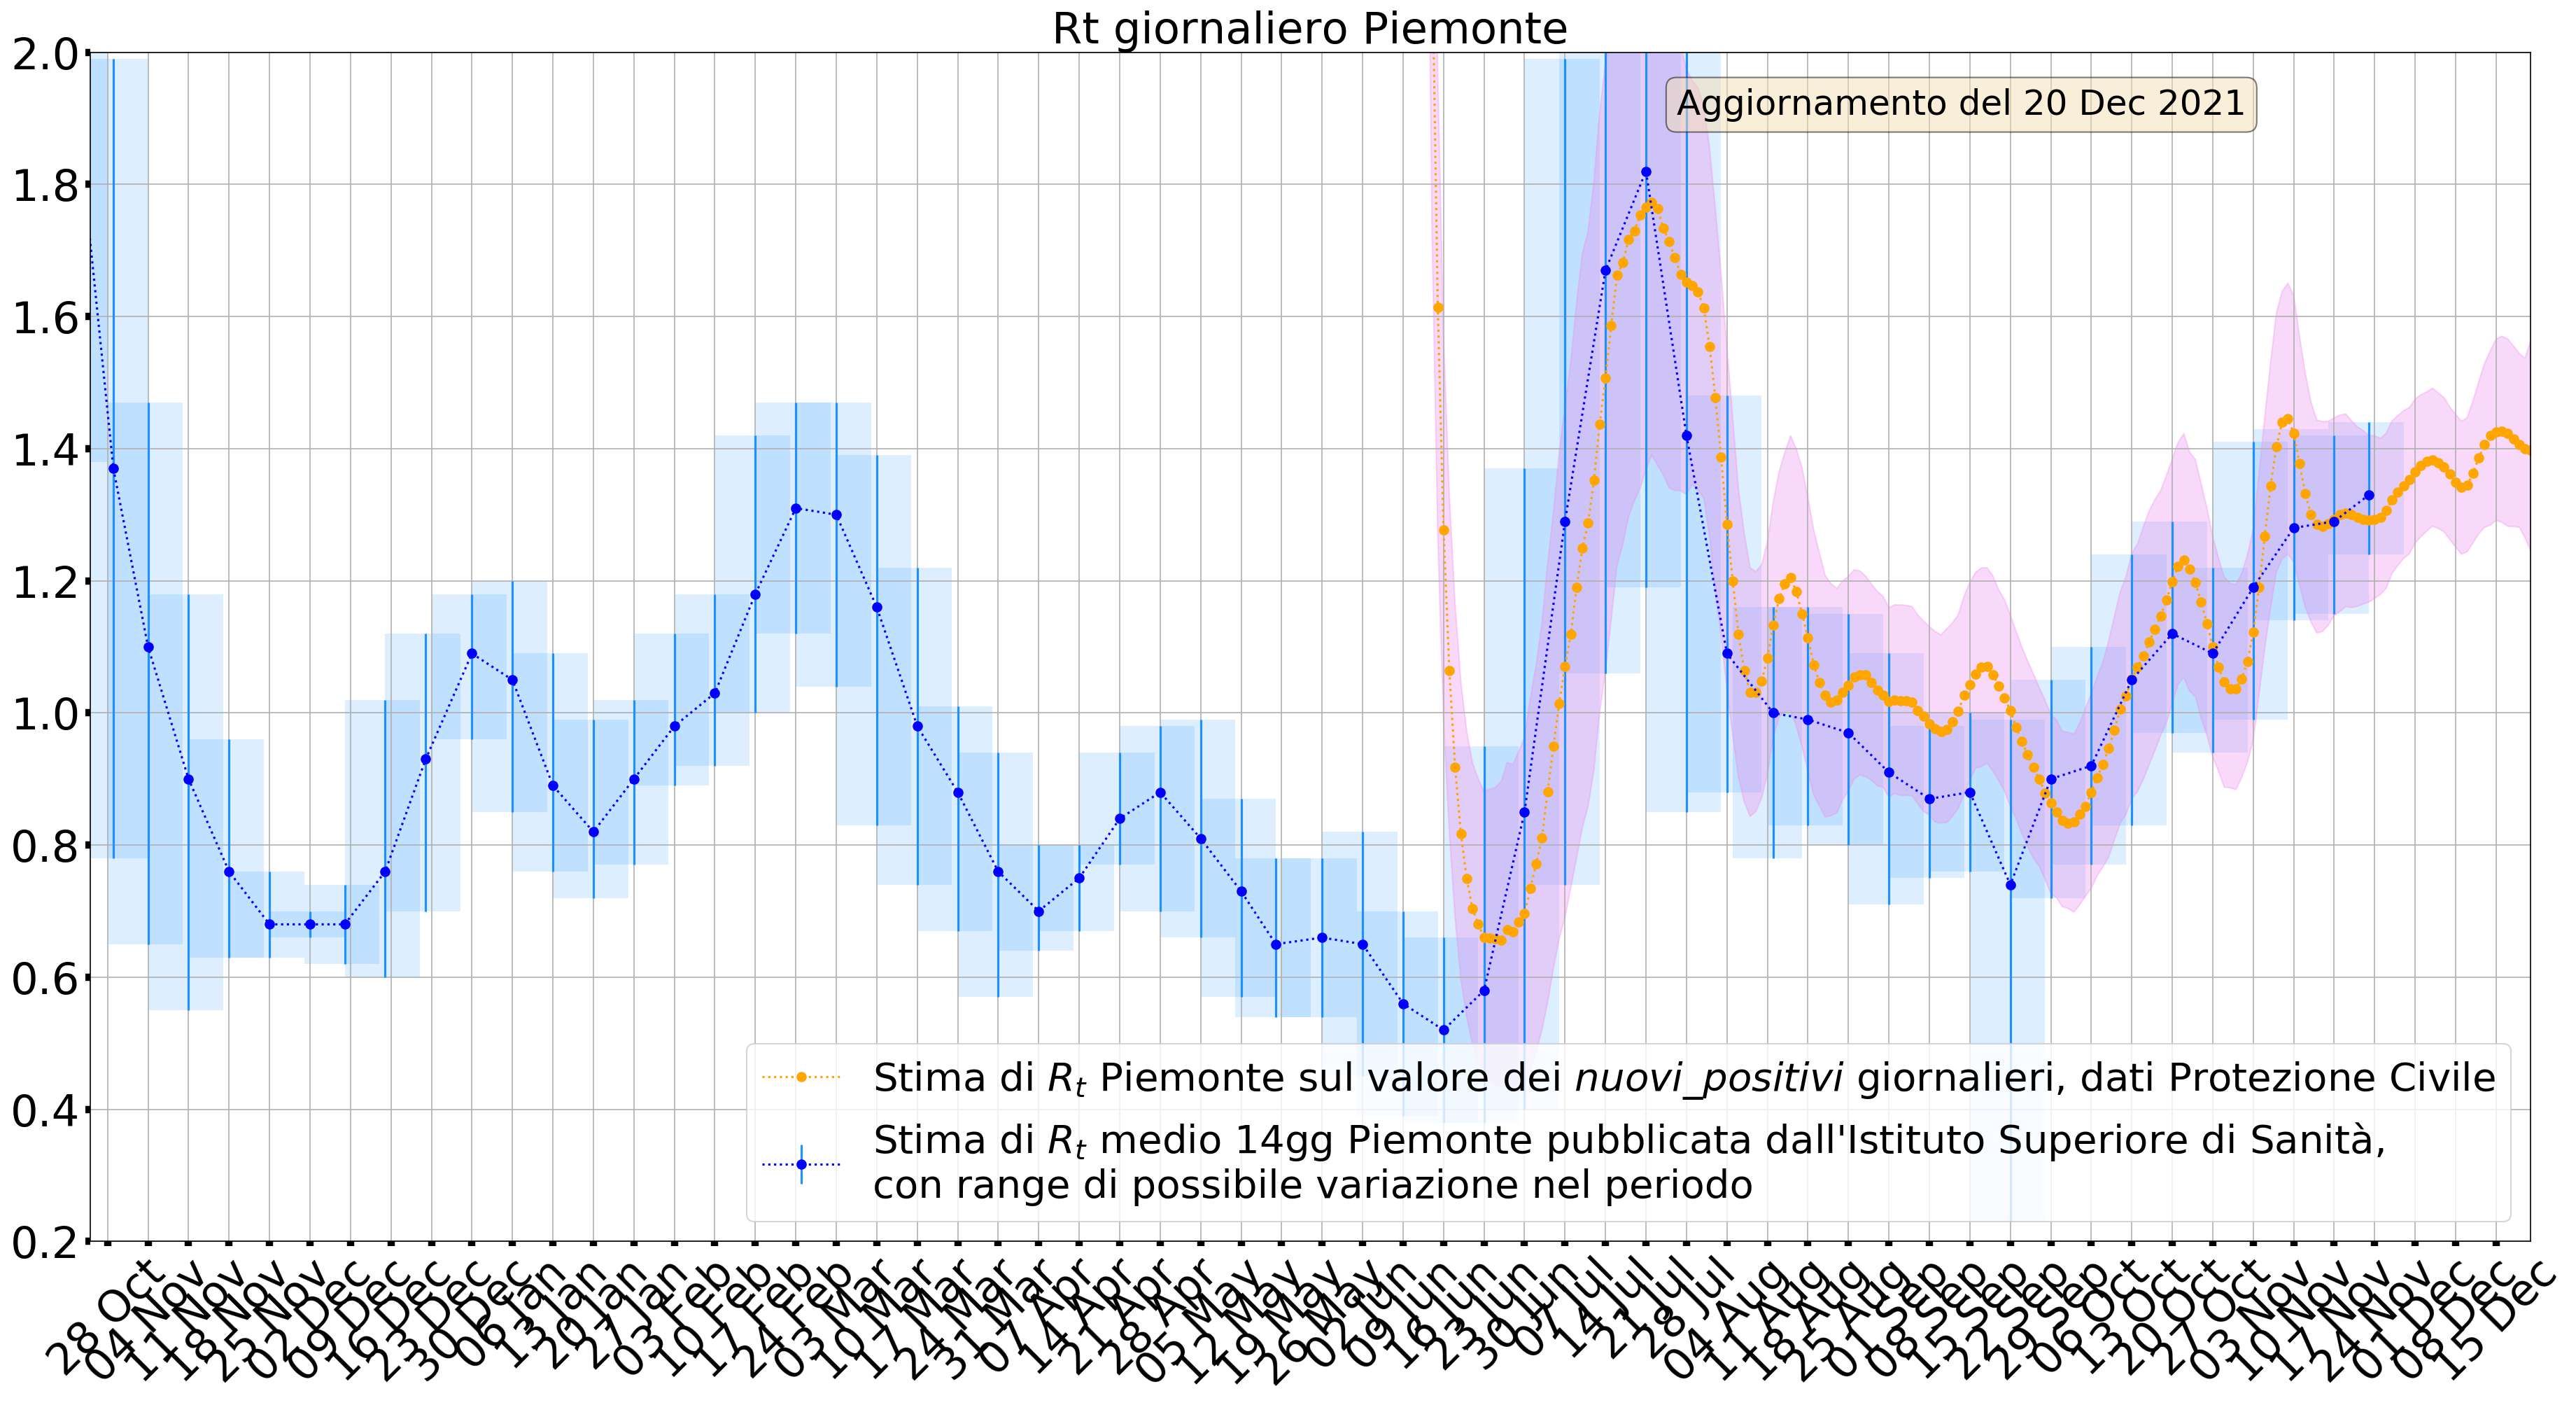 Rt giornaliero Piemonte
2.0
1.8
1.6
1.4
1.2
1.0
0.8
0.6
0.4
0.2
Aggiornamento del 20 Dec 2021
Stima di Rt Piemonte sul valore dei nuovi_positivi giornalieri, dati Protezione Civile
Stima di Rt medio 14gg Piemonte pubblicata dall'Istituto Superiore di Sanità,
con range di possibile variazione nel periodo
28 Oct
04 Nov
11 Nov
18 Nov
25 Nov
02 Dec
09 Dec
16 Dec
23 Dec
30 Dec
06 Jan
13 Jan
20 Jan
27 Jan
03 Feb
10 Feb
17 Feb
24 Feb
03 Mar
10 Mar
17 Mar
24 Mar
31 Mar
07 Apr
14 Apr
21 Apr
28 Apr
05 May
12 May
19 May
26 May
02 Jun
09 Jun
16 Jun
23 Jun
30 Jun
07 Jul
14 Jul
21 Jul
28 Jul
04 Aug
11 Aug
18 Aug
25 Aug
01 Sep
08 Sep
15 Sep
22 Sep
29 Sep
06 Oct
13 Oct
20 Oct
27 Oct
03 Nov
10 Nov
17 Nov
24 Nov
01 Dec
08 Dec
15 Dec